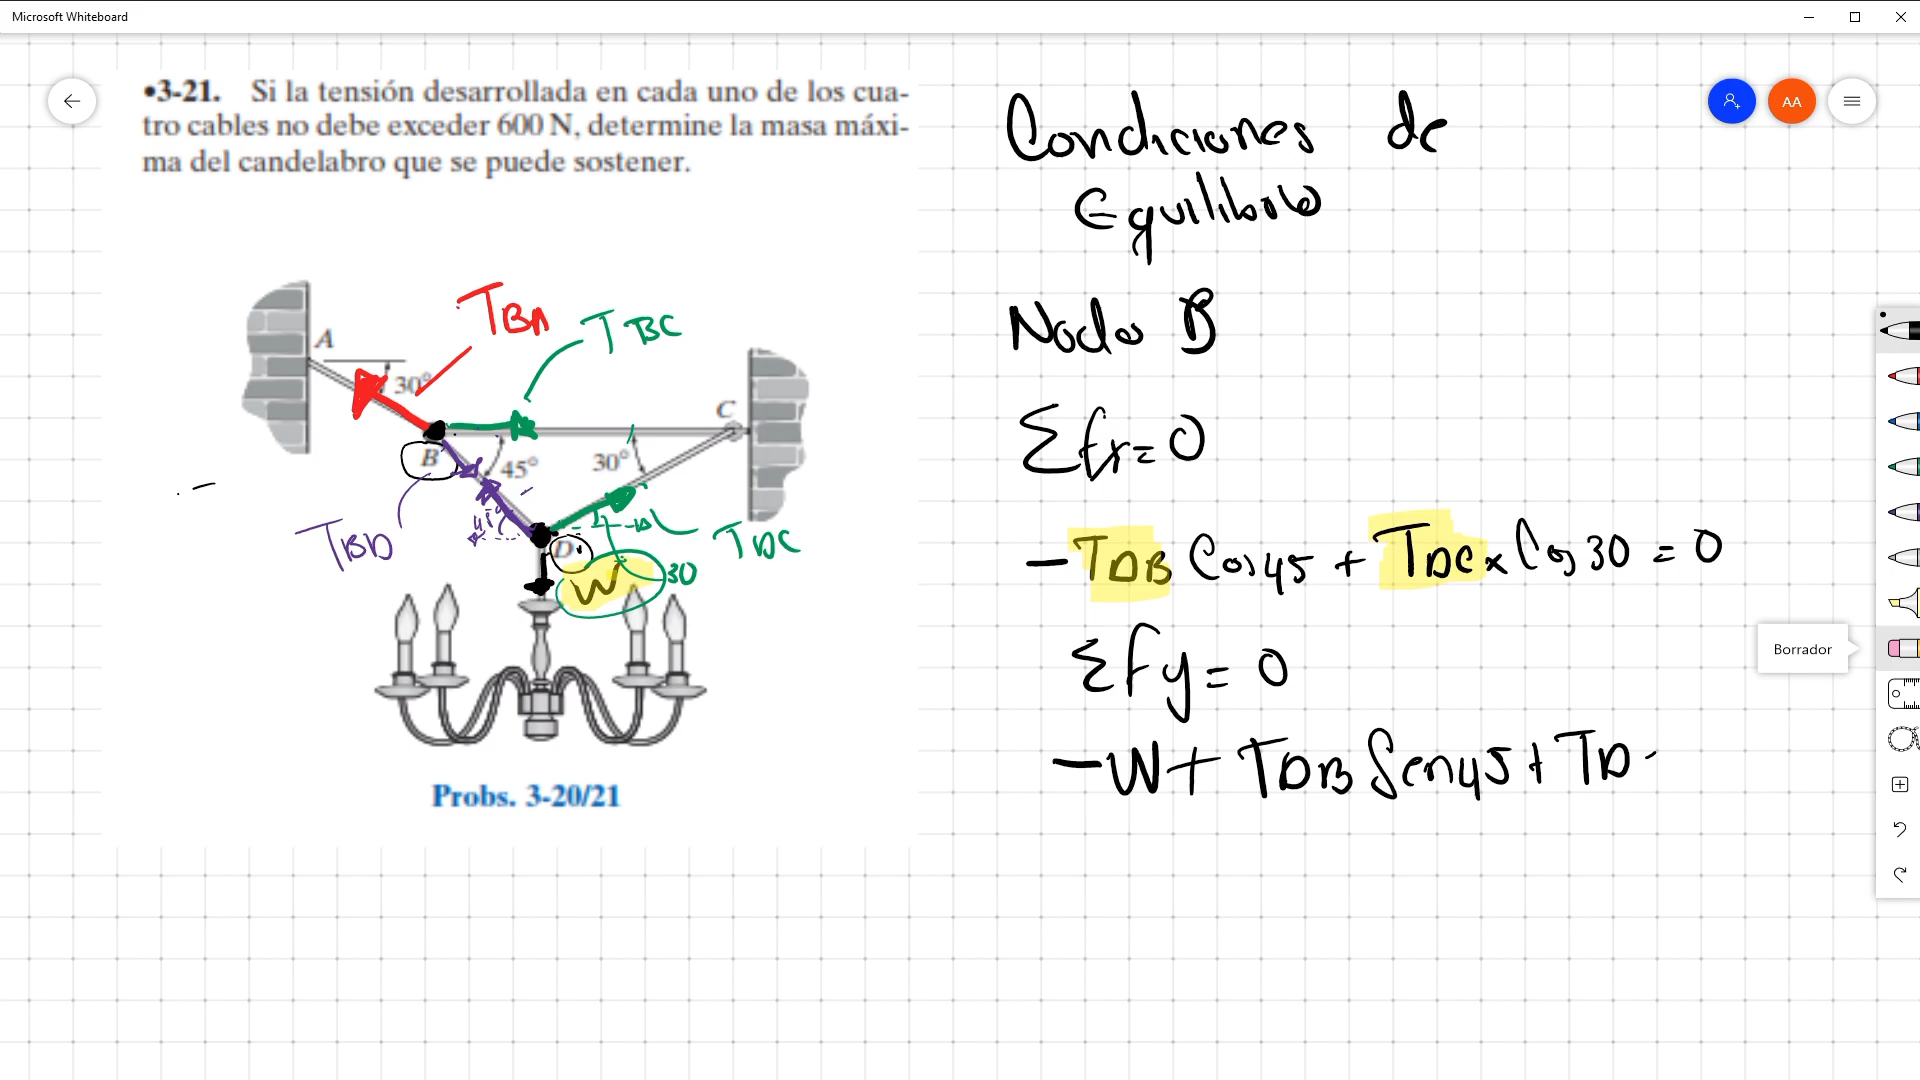 Microsoft Whiteboard
•3-21. Si la tensión desarrollada en cada uno de los cua-
tro cables no debe exceder 600 N, determine la masa máxi-
ma del candelabro que se puede sostener.
Condiciones de
Equilibrio
AA
Nodo B
ΣFx=0
-TDB Cos45 + TDCx Cos30 = 0
ΣFy=0
-W+ TDB Sen45+ TD
TBA
TBC
A
30°
C
B
45°
30°
TBD
45
D
TDC
W
30
Probs. 3-20/21
Borrador